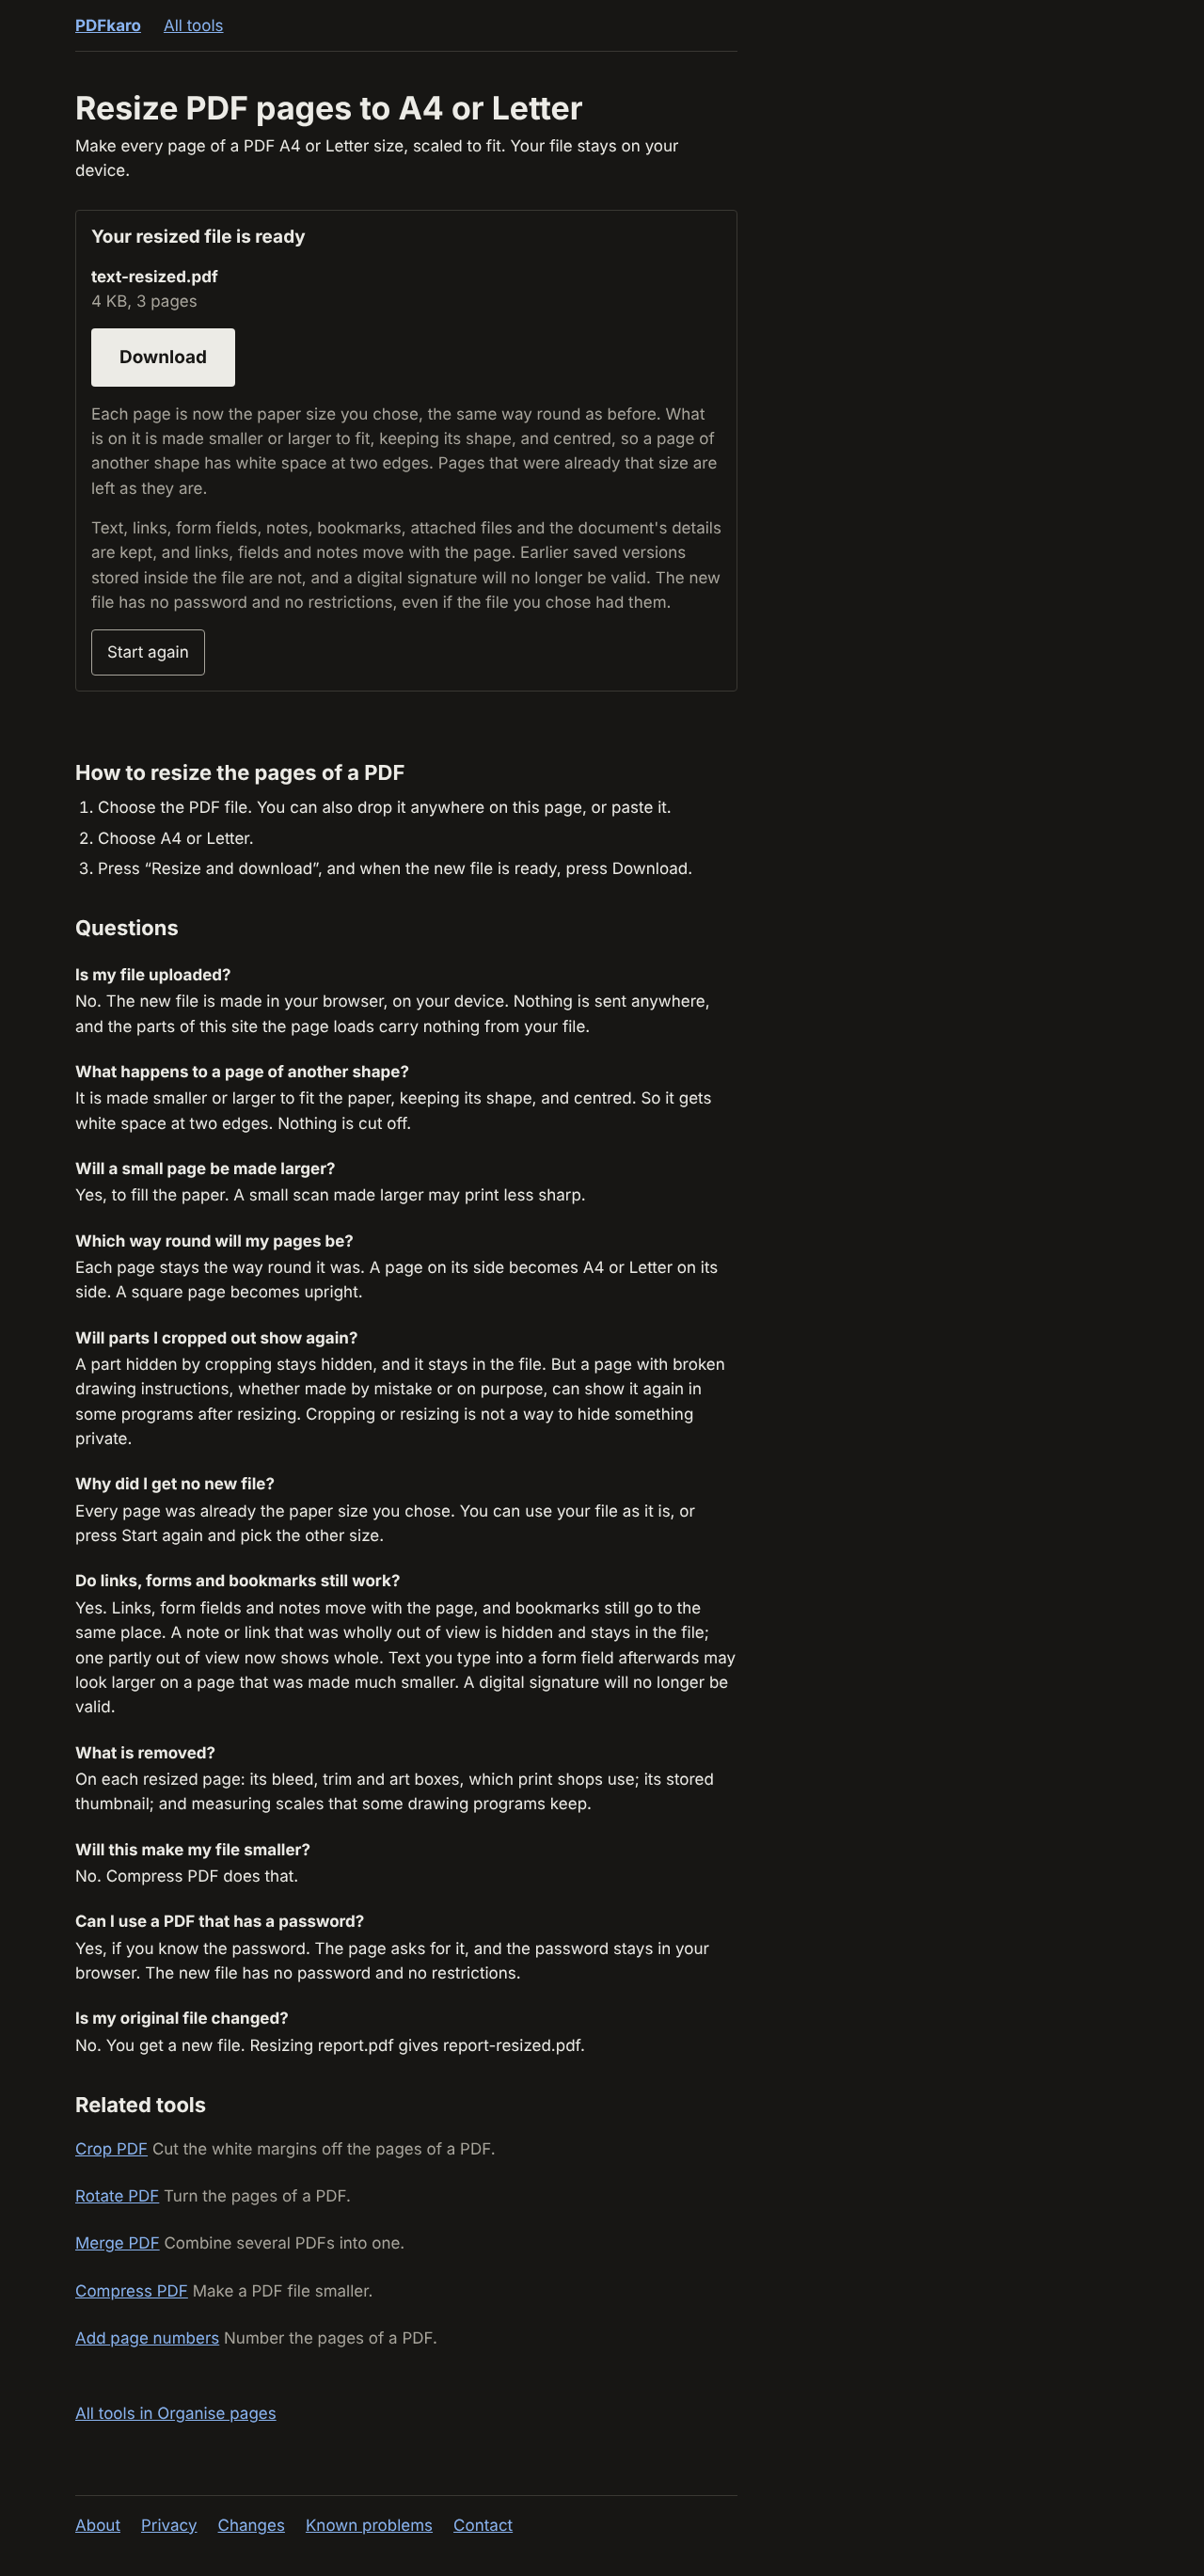 PDFkaro All tools
Resize PDF pages to A4 or Letter
Make every page of a PDF A4 or Letter size, scaled to fit. Your file stays on your
device.
Your resized file is ready
text-resized.pdf
4 KB, 3 pages
Download
Each page is now the paper size you chose, the same way round as before. What
is on it is made smaller or larger to fit, keeping its shape, and centred, so a page of
another shape has white space at two edges. Pages that were already that size are
left as they are.
Text, links, form fields, notes, bookmarks, attached files and the document's details
are kept, and links, fields and notes move with the page. Earlier saved versions
stored inside the file are not, and a digital signature will no longer be valid. The new
file has no password and no restrictions, even if the file you chose had them.
Start again
How to resize the pages of a PDF
1. Choose the PDF file. You can also drop it anywhere on this page, or paste it.
2. Choose A4 or Letter.
3. Press “Resize and download”, and when the new file is ready, press Download.
Questions
Is my file uploaded?
No. The new file is made in your browser, on your device. Nothing is sent anywhere,
and the parts of this site the page loads carry nothing from your file.
What happens to a page of another shape?
It is made smaller or larger to fit the paper, keeping its shape, and centred. So it gets
white space at two edges. Nothing is cut off.
Will a small page be made larger?
Yes, to fill the paper. A small scan made larger may print less sharp.
Which way round will my pages be?
Each page stays the way round it was. A page on its side becomes A4 or Letter on its
side. A square page becomes upright.
Will parts I cropped out show again?
A part hidden by cropping stays hidden, and it stays in the file. But a page with broken
drawing instructions, whether made by mistake or on purpose, can show it again in
some programs after resizing. Cropping or resizing is not a way to hide something
private.
Why did I get no new file?
Every page was already the paper size you chose. You can use your file as it is, or
press Start again and pick the other size.
Do links, forms and bookmarks still work?
Yes. Links, form fields and notes move with the page, and bookmarks still go to the
same place. A note or link that was wholly out of view is hidden and stays in the file;
one partly out of view now shows whole. Text you type into a form field afterwards may
look larger on a page that was made much smaller. A digital signature will no longer be
valid.
What is removed?
On each resized page: its bleed, trim and art boxes, which print shops use; its stored
thumbnail; and measuring scales that some drawing programs keep.
Will this make my file smaller?
No. Compress PDF does that.
Can I use a PDF that has a password?
Yes, if you know the password. The page asks for it, and the password stays in your
browser. The new file has no password and no restrictions.
Is my original file changed?
No. You get a new file. Resizing report.pdf gives report-resized.pdf.
Related tools
Crop PDF Cut the white margins off the pages of a PDF.
Rotate PDF Turn the pages of a PDF.
Merge PDF Combine several PDFs into one.
Compress PDF Make a PDF file smaller.
Add page numbers Number the pages of a PDF.
All tools in Organise pages
About Privacy Changes Known problems Contact